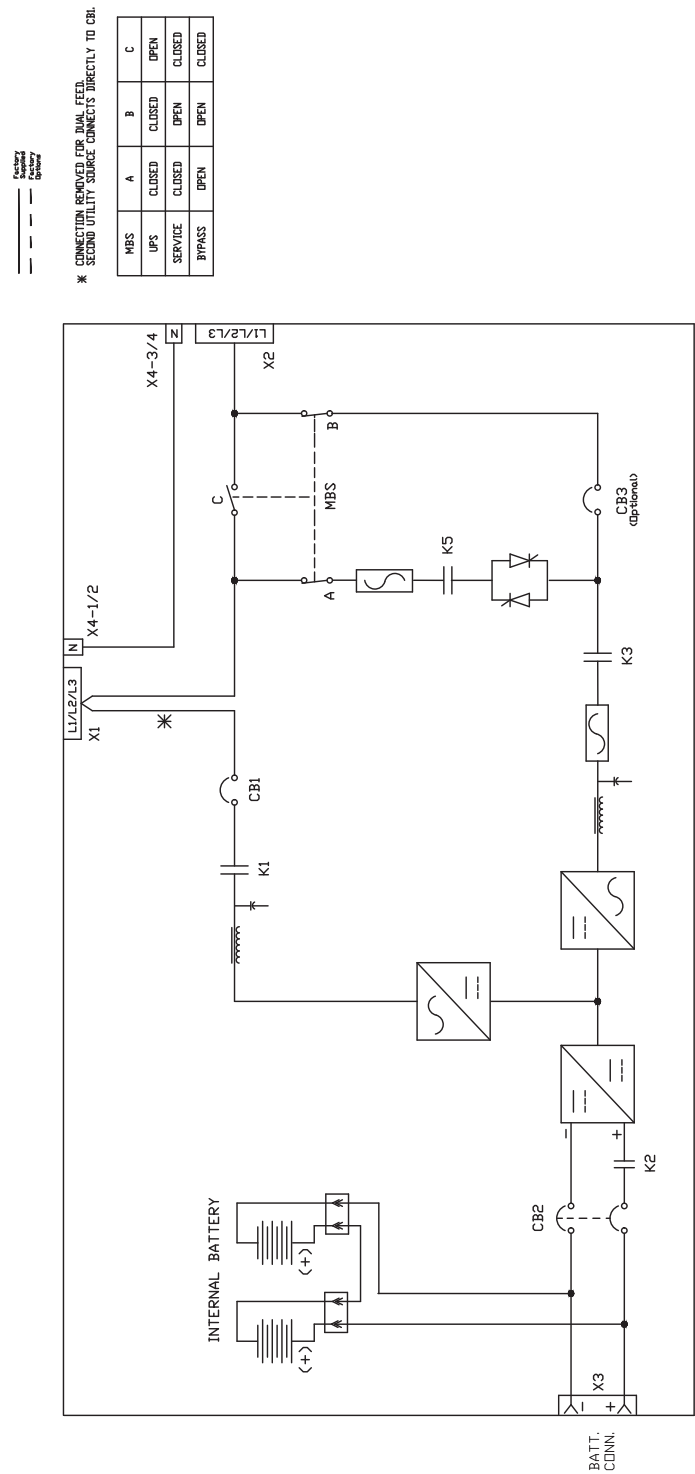 Factory
Supplied
Factory
Options
* CONNECTION REMOVED FOR DUAL FEED.
SECOND UTILITY SOURCE CONNECTS DIRECTLY TO CB1.
MBS A B C
UPS CLOSED CLOSED OPEN
SERVICE CLOSED OPEN CLOSED
BYPASS OPEN OPEN CLOSED
N
X4-3/4
L1/L2/L3
X2
C
B
MBS
A
K5
CB3
(Optional)
K3
N
X4-1/2
L1/L2/L3
X1
*
CB1
K1
INTERNAL BATTERY
(+)
(+)
CB2
K2
-
+
X3
-
+
BATT.
CONN.